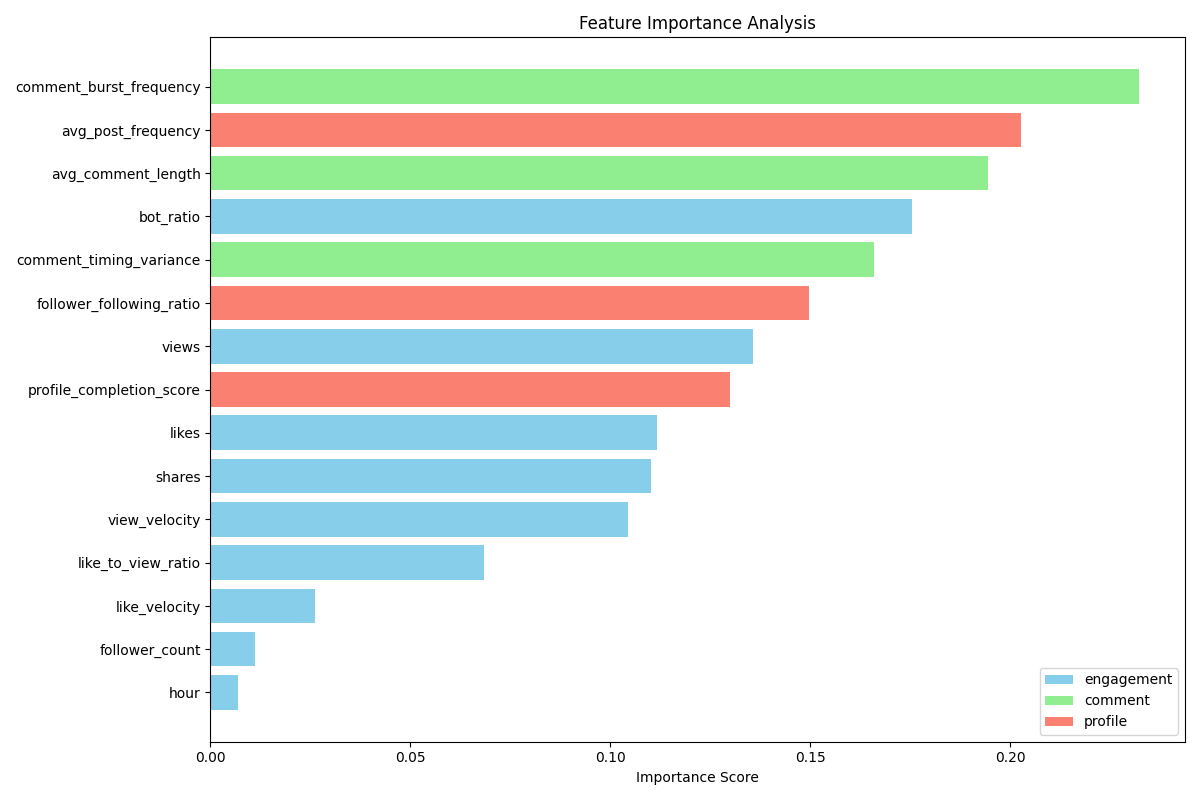 Feature Importance Analysis
comment_burst_frequency
avg_post_frequency
avg_comment_length
bot_ratio
comment_timing_variance
follower_following_ratio
views
profile_completion_score
likes
shares
view_velocity
like_to_view_ratio
like_velocity
follower_count
hour
engagement
comment
profile
0.00 0.05 0.10 0.15 0.20
Importance Score